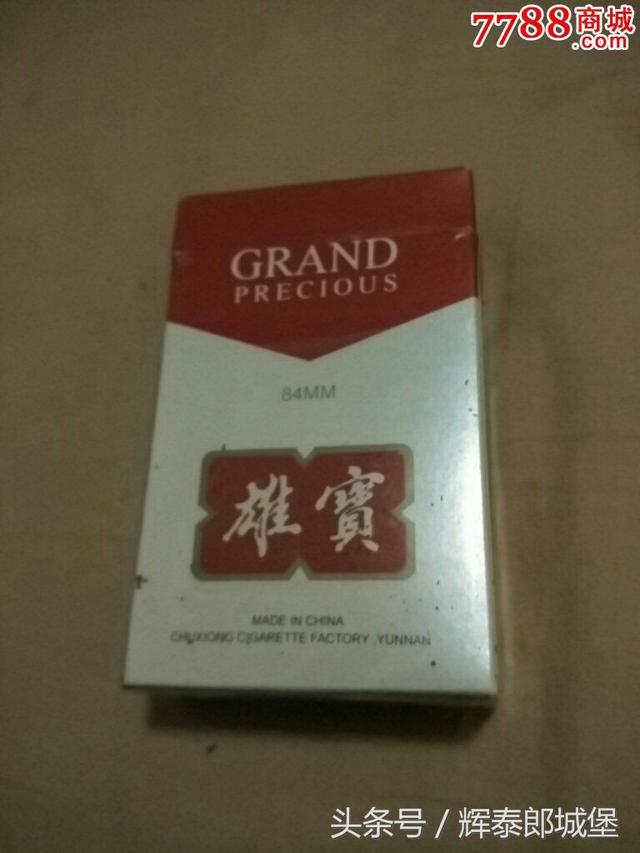 7788商城
.com
GRAND
PRECIOUS
84MM
雄寶
MADE IN CHINA
CHUXIONG CIGARETTE FACTORY YUNNAN
头条号 / 辉泰郎城堡